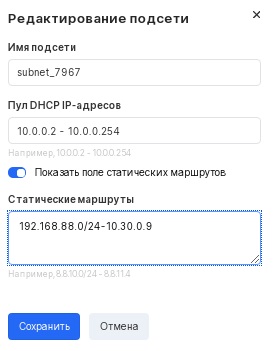 Редактирование подсети
×
Имя подсети
subnet_7967
Пул DHCP IP-адресов
10.0.0.2 - 10.0.0.254
Например, 10.0.0.2 - 10.0.0.254
Показать поле статических маршрутов
Статические маршруты
192.168.88.0/24-10.30.0.9
Например, 8.8.10.0/24 - 8.8.11.4
Сохранить
Отмена